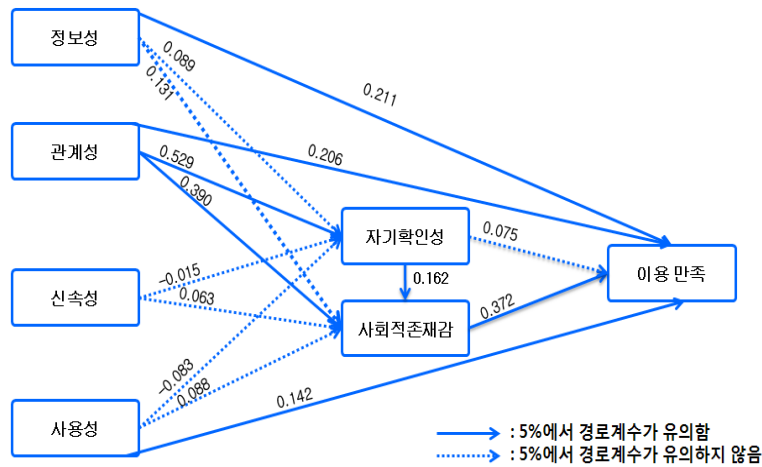 정보성
0.089
0.131
0.211
관계성
0.529
0.390
0.206
자기확인성
0.075
이용 만족
신속성
-0.015
0.063
0.162
사회적존재감
0.372
사용성
-0.083
0.088
0.142
: 5%에서 경로계수가 유의함
: 5%에서 경로계수가 유의하지 않음